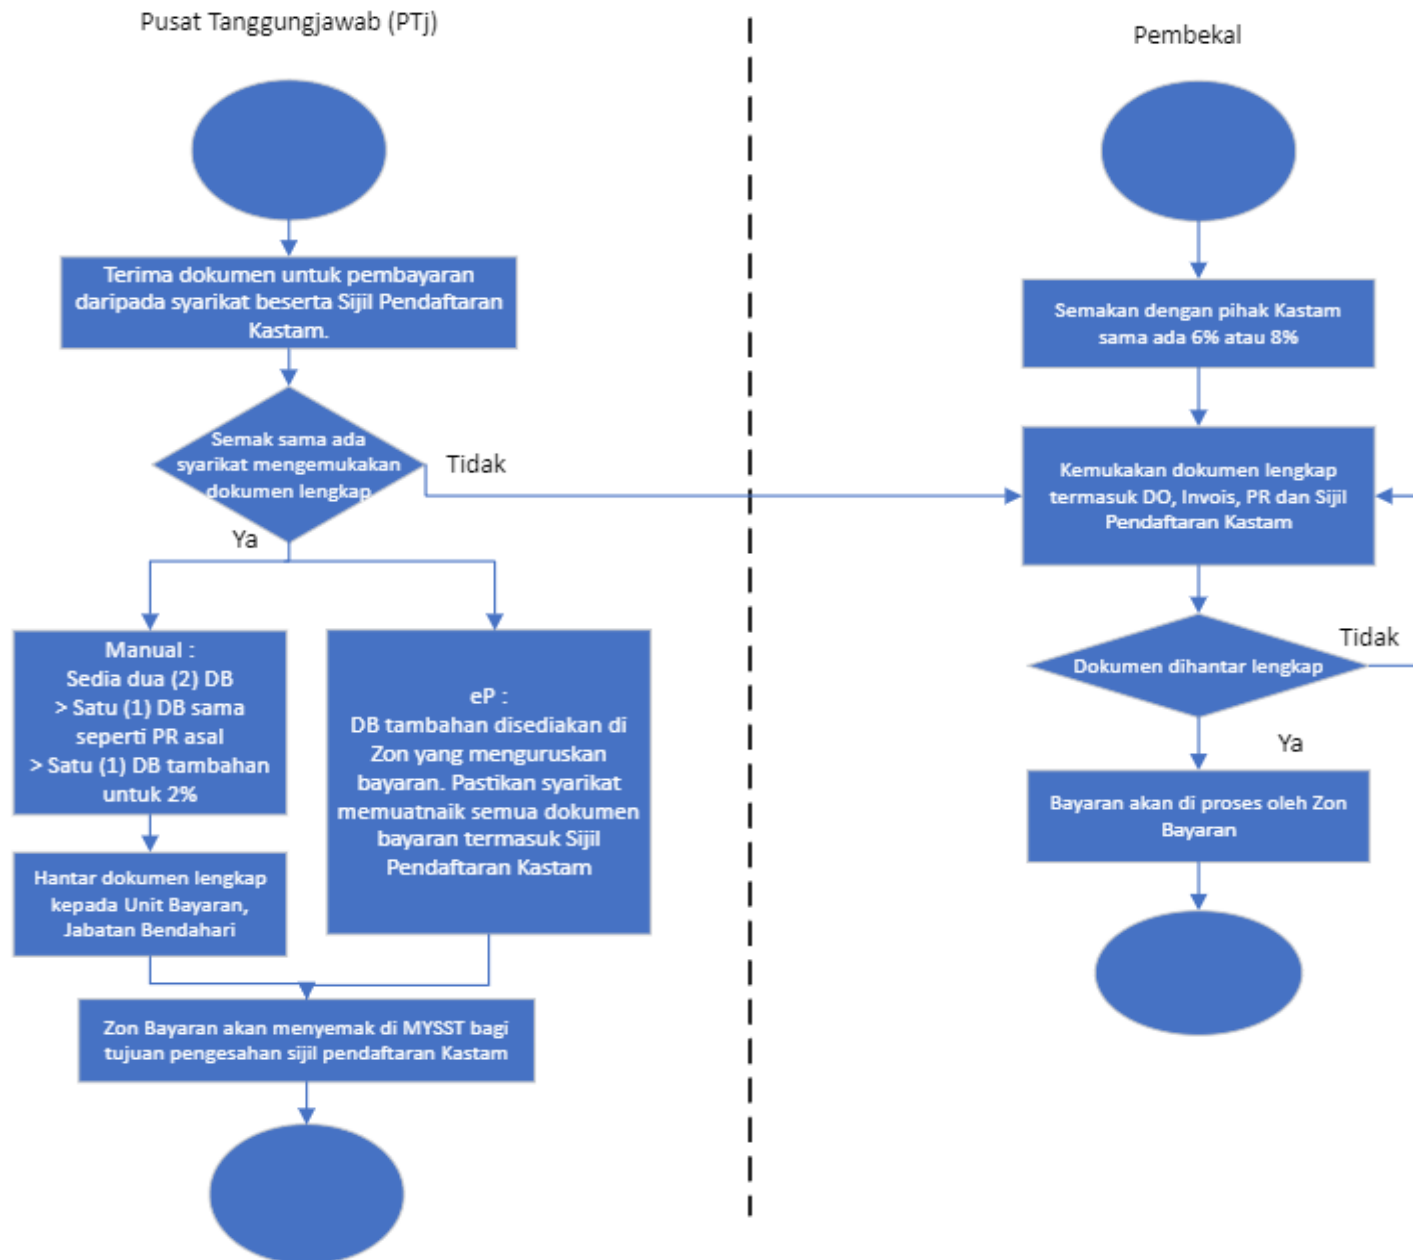 Pusat Tanggungjawab (PTj)
Terima dokumen untuk pembayaran
daripada syarikat beserta Sijil Pendaftaran
Kastam.
Semak sama ada
syarikat mengemukakan
dokumen lengkap
Tidak
Ya
Manual :
Sedia dua (2) DB
> Satu (1) DB sama
seperti PR asal
> Satu (1) DB tambahan
untuk 2%
eP :
DB tambahan disediakan di
Zon yang menguruskan
bayaran. Pastikan syarikat
memuatnaik semua dokumen
bayaran termasuk Sijil
Pendaftaran Kastam
Hantar dokumen lengkap
kepada Unit Bayaran,
Jabatan Bendahari
Zon Bayaran akan menyemak di MYSST bagi
tujuan pengesahan sijil pendaftaran Kastam
Pembekal
Semakan dengan pihak Kastam
sama ada 6% atau 8%
Kemukakan dokumen lengkap
termasuk DO, Invois, PR dan Sijil
Pendaftaran Kastam
Dokumen dihantar lengkap
Tidak
Ya
Bayaran akan di proses oleh Zon
Bayaran